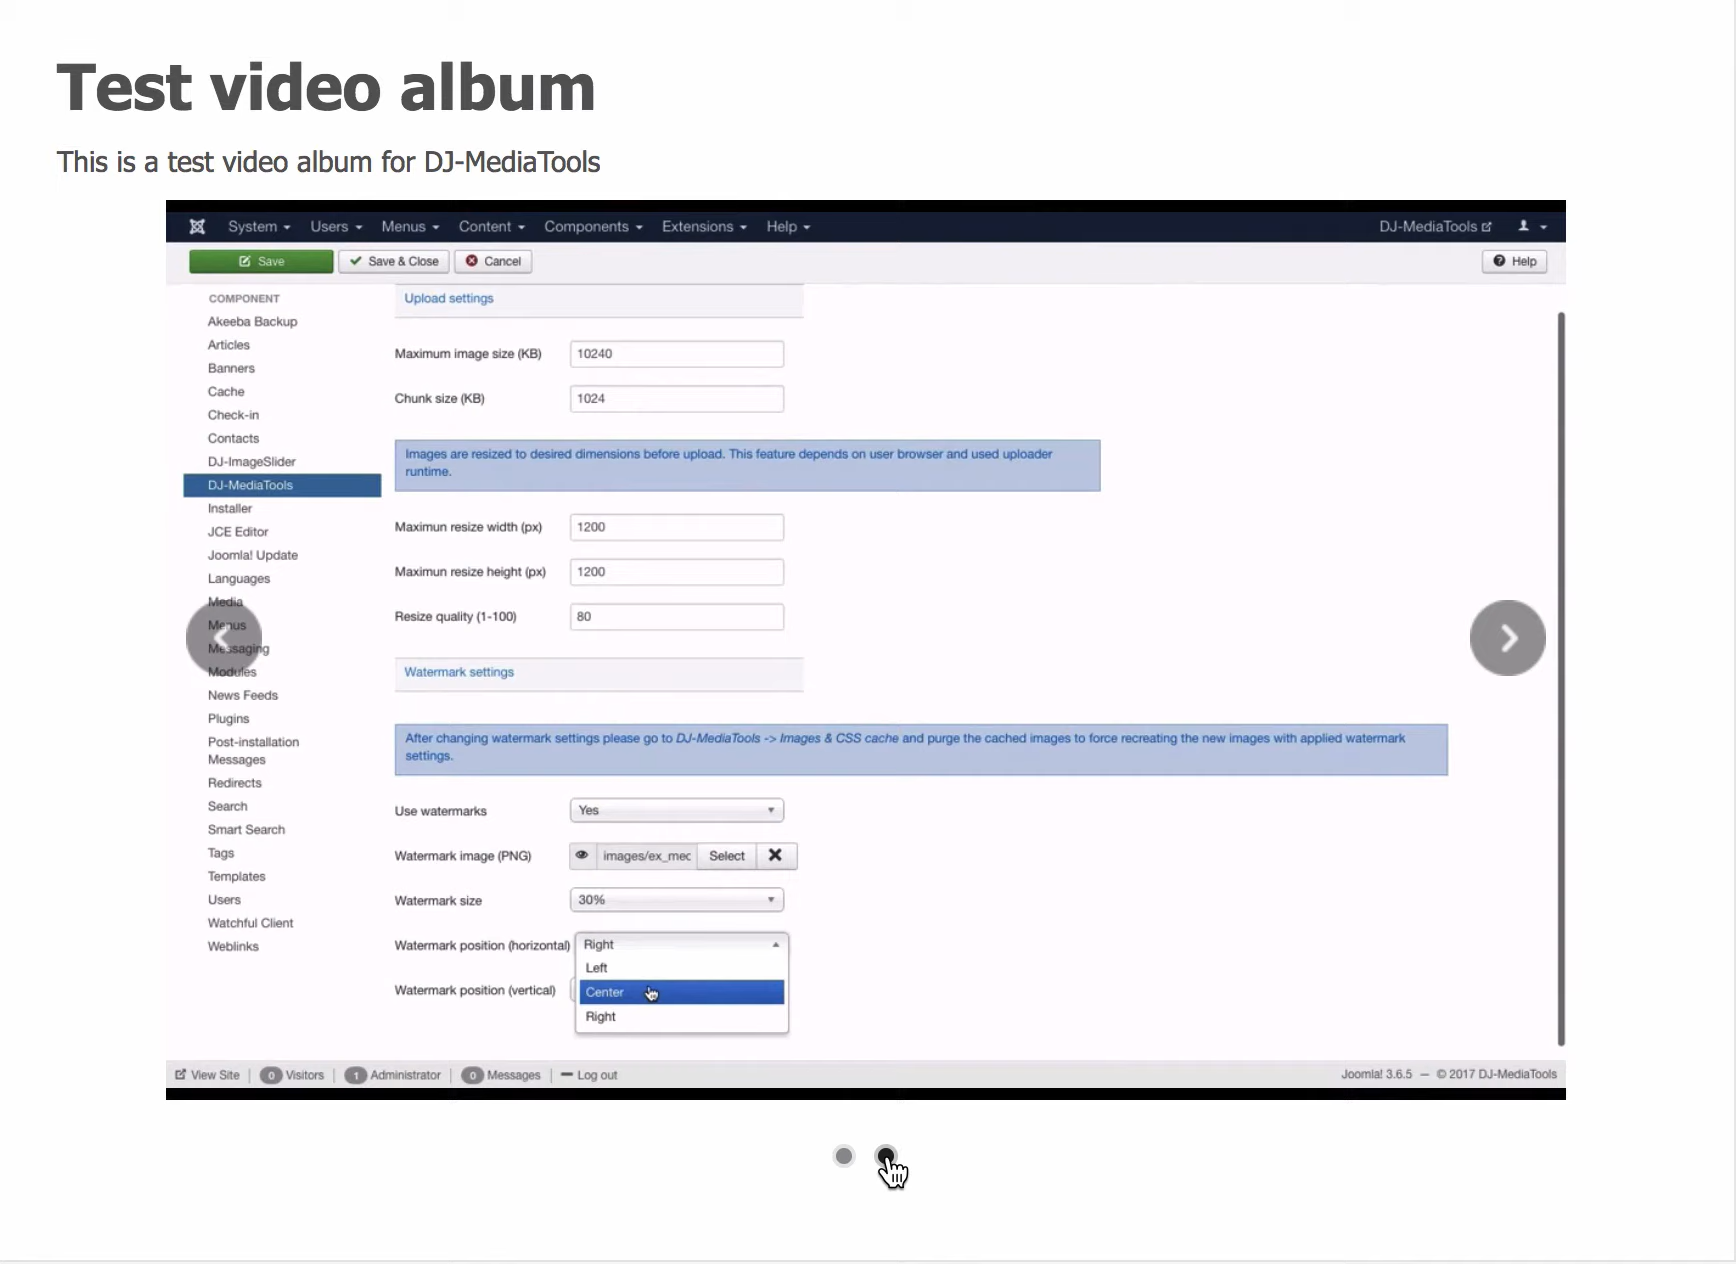 Test video album
This is a test video album for DJ-MediaTools
System Users Menus Content Components Extensions Help DJ-MediaTools
Save Save & Close Cancel Help
COMPONENT
Akeeba Backup
Articles
Banners
Cache
Check-in
Contacts
DJ-ImageSlider
DJ-MediaTools
Installer
JCE Editor
Joomla! Update
Languages
Media
Menus
Messaging
Modules
News Feeds
Plugins
Post-installation
Messages
Redirects
Search
Smart Search
Tags
Templates
Users
Watchful Client
Weblinks
Upload settings
Maximum image size (KB) 10240
Chunk size (KB) 1024
Images are resized to desired dimensions before upload. This feature depends on user browser and used uploader
runtime.
Maximun resize width (px) 1200
Maximun resize height (px) 1200
Resize quality (1-100) 80
Watermark settings
After changing watermark settings please go to DJ-MediaTools -> Images & CSS cache and purge the cached images to force recreating the new images with applied watermark
settings.
Use watermarks Yes
Watermark image (PNG) images/ex_mec Select
Watermark size 30%
Watermark position (horizontal) Right
Left
Watermark position (vertical) Center
Right
View Site 0 Visitors 1 Administrator 0 Messages Log out Joomla! 3.6.5 — © 2017 DJ-MediaTools